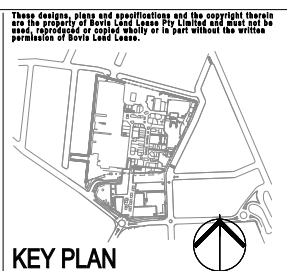 These designs, plans and specifications and the copyright therein
are the property of Bovis Lend Lease Pty Limited and must not be
used, reproduced or copied wholly or in part without the written
permission of Bovis Lend Lease.
KEY PLAN